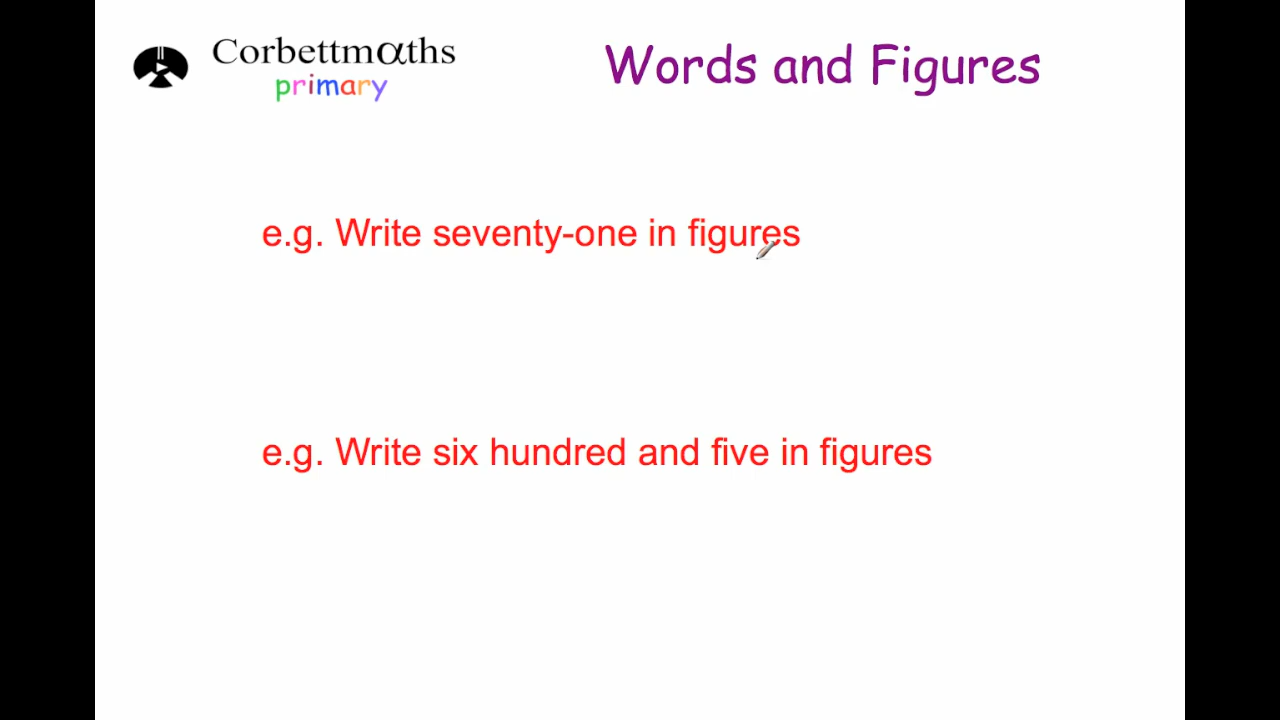 Corbettmαths
primary
Words and Figures
e.g. Write seventy-one in figures
e.g. Write six hundred and five in figures